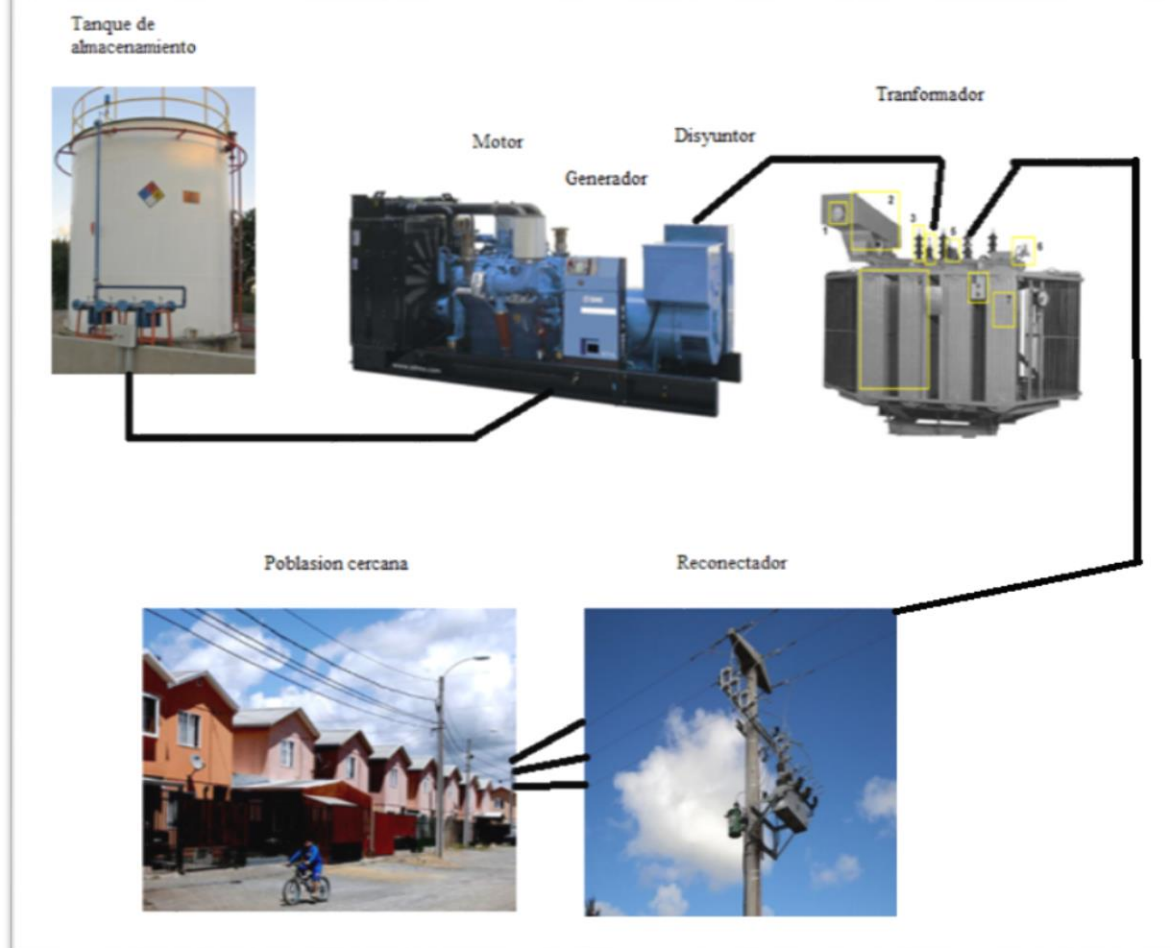 Tanque de
almacenamiento
Motor
Generador
Disyuntor
Tranformador
1
2
3
5
6
Poblasion cercana
Reconectador